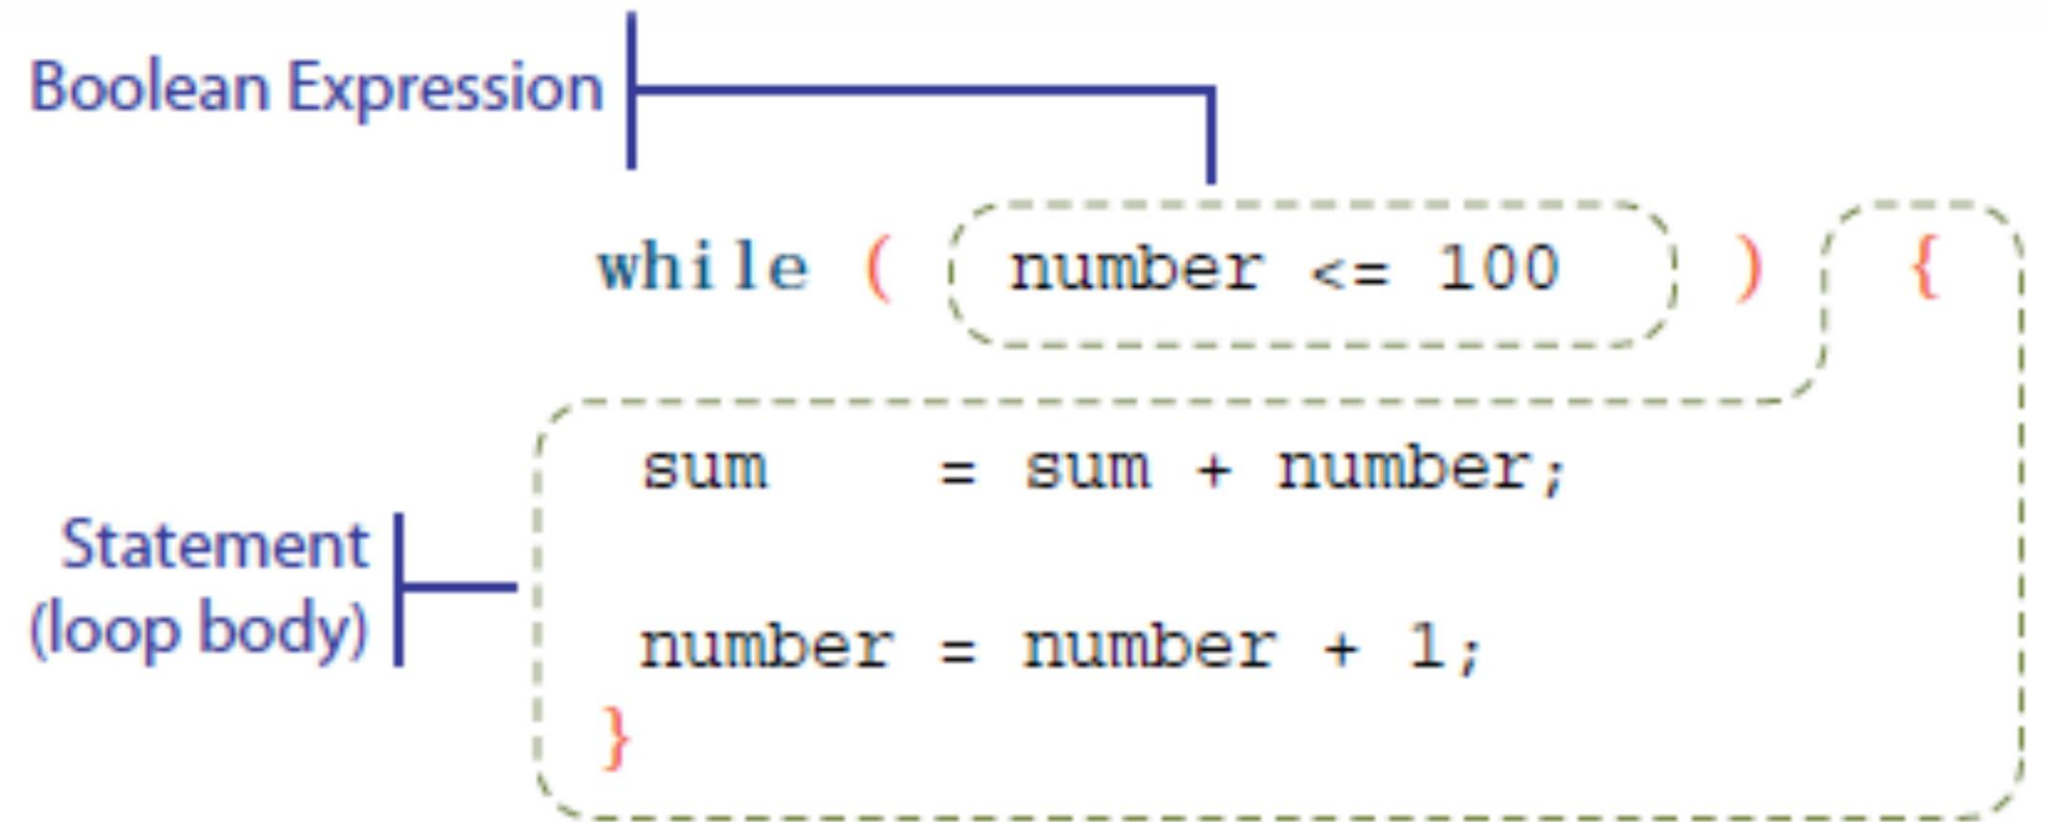 Boolean Expression
while ( number <= 100 ) {
sum = sum + number;
Statement
(loop body)
number = number + 1;
}